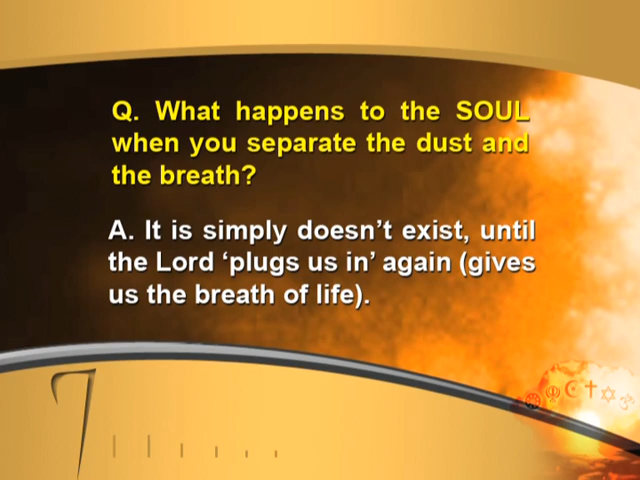 Q. What happens to the SOUL
when you separate the dust and
the breath?
A. It is simply doesn’t exist, until
the Lord ‘plugs us in’ again (gives
us the breath of life).
7